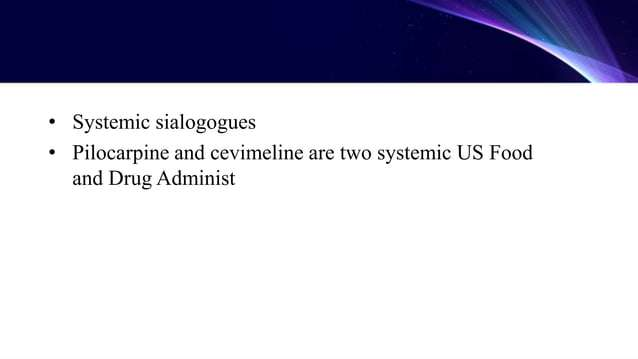 • Systemic sialogogues
• Pilocarpine and cevimeline are two systemic US Food
and Drug Administ